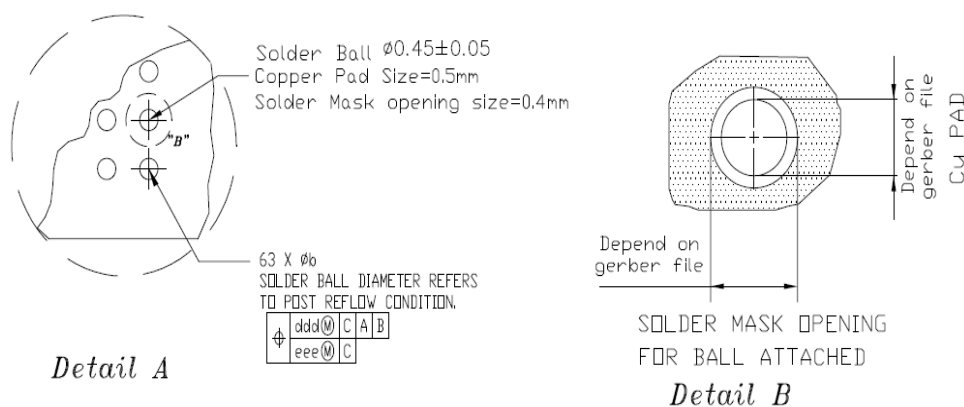 Solder Ball ⌀0.45±0.05
Copper Pad Size=0.5mm
Solder Mask opening size=0.4mm
"B"
63 X ⌀b
SOLDER BALL DIAMETER REFERS
TO POST REFLOW CONDITION.
⌖ ddd Ⓜ C A B
eee Ⓜ C
Detail A
Depend on
gerber file
Cu PAD
Depend on
gerber file
SOLDER MASK OPENING
FOR BALL ATTACHED
Detail B